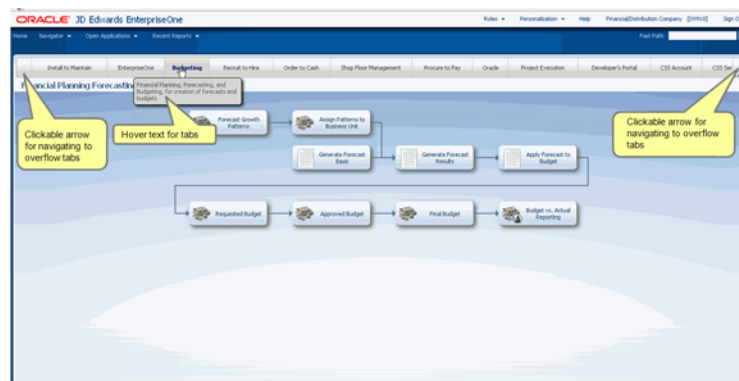 ORACLE JD Edwards EnterpriseOne
Roles Personalization Help Financial/Distribution Company [DV910] Sign O
Home Navigator Open Applications Recent Reports Fast Path
Install to Maintain EnterpriseOne Budgeting Recruit to Hire Order to Cash Shop Floor Management Procure to Pay Oracle Project Execution Developer's Portal CSS Account CSS Ser
Financial Planning Forecasting
Financial Planning, Forecasting, and
Budgeting, for creation of forecasts and
budgets
Clickable arrow
for navigating to
overflow tabs
Hover text for tabs
Clickable arrow for
navigating to overflow
tabs
Forecast Growth
Patterns
Assign Patterns to
Business Unit
Generate Forecast
Basis
Generate Forecast
Results
Apply Forecast to
Budget
Requested Budget
Approved Budget
Final Budget
Budget vs. Actual
Reporting